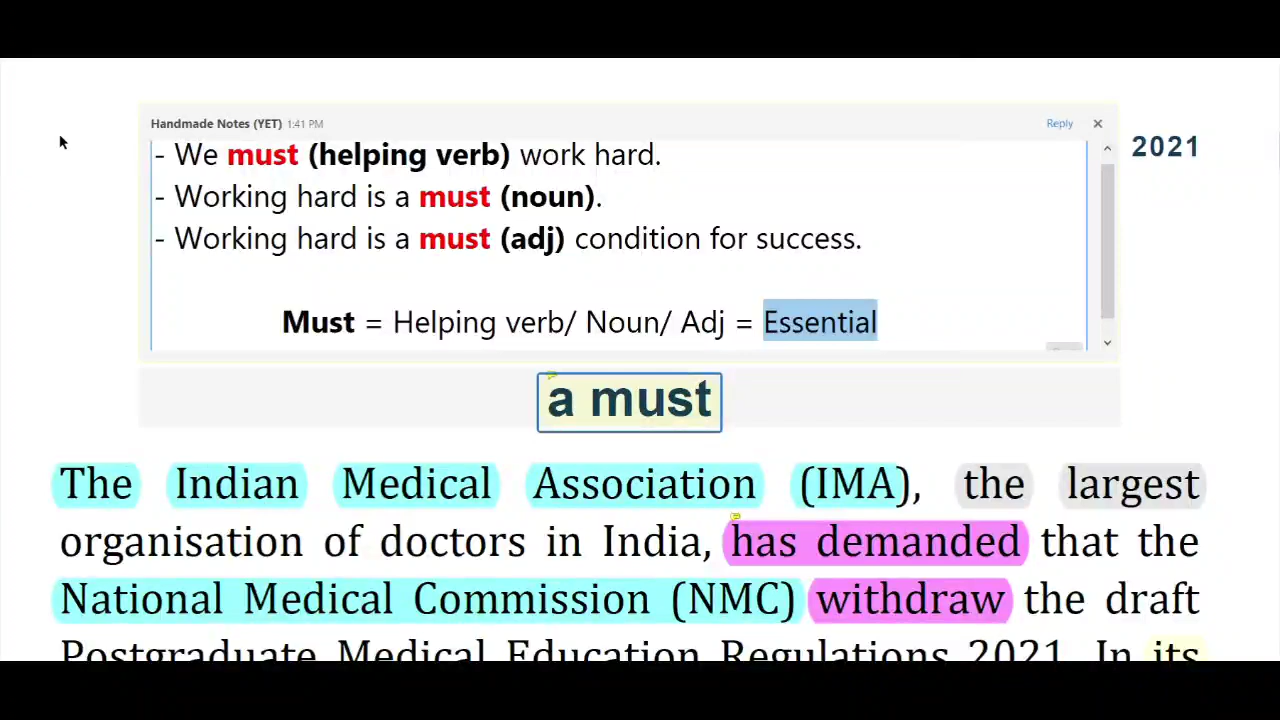 Handmade Notes (YET) 1:41 PM Reply
- We must (helping verb) work hard.
2021
- Working hard is a must (noun).
- Working hard is a must (adj) condition for success.
Must = Helping verb/ Noun/ Adj = Essential
a must
The Indian Medical Association (IMA), the largest
organisation of doctors in India, has demanded that the
National Medical Commission (NMC) withdraw the draft
Postgraduate Medical Education Regulations 2021. In its